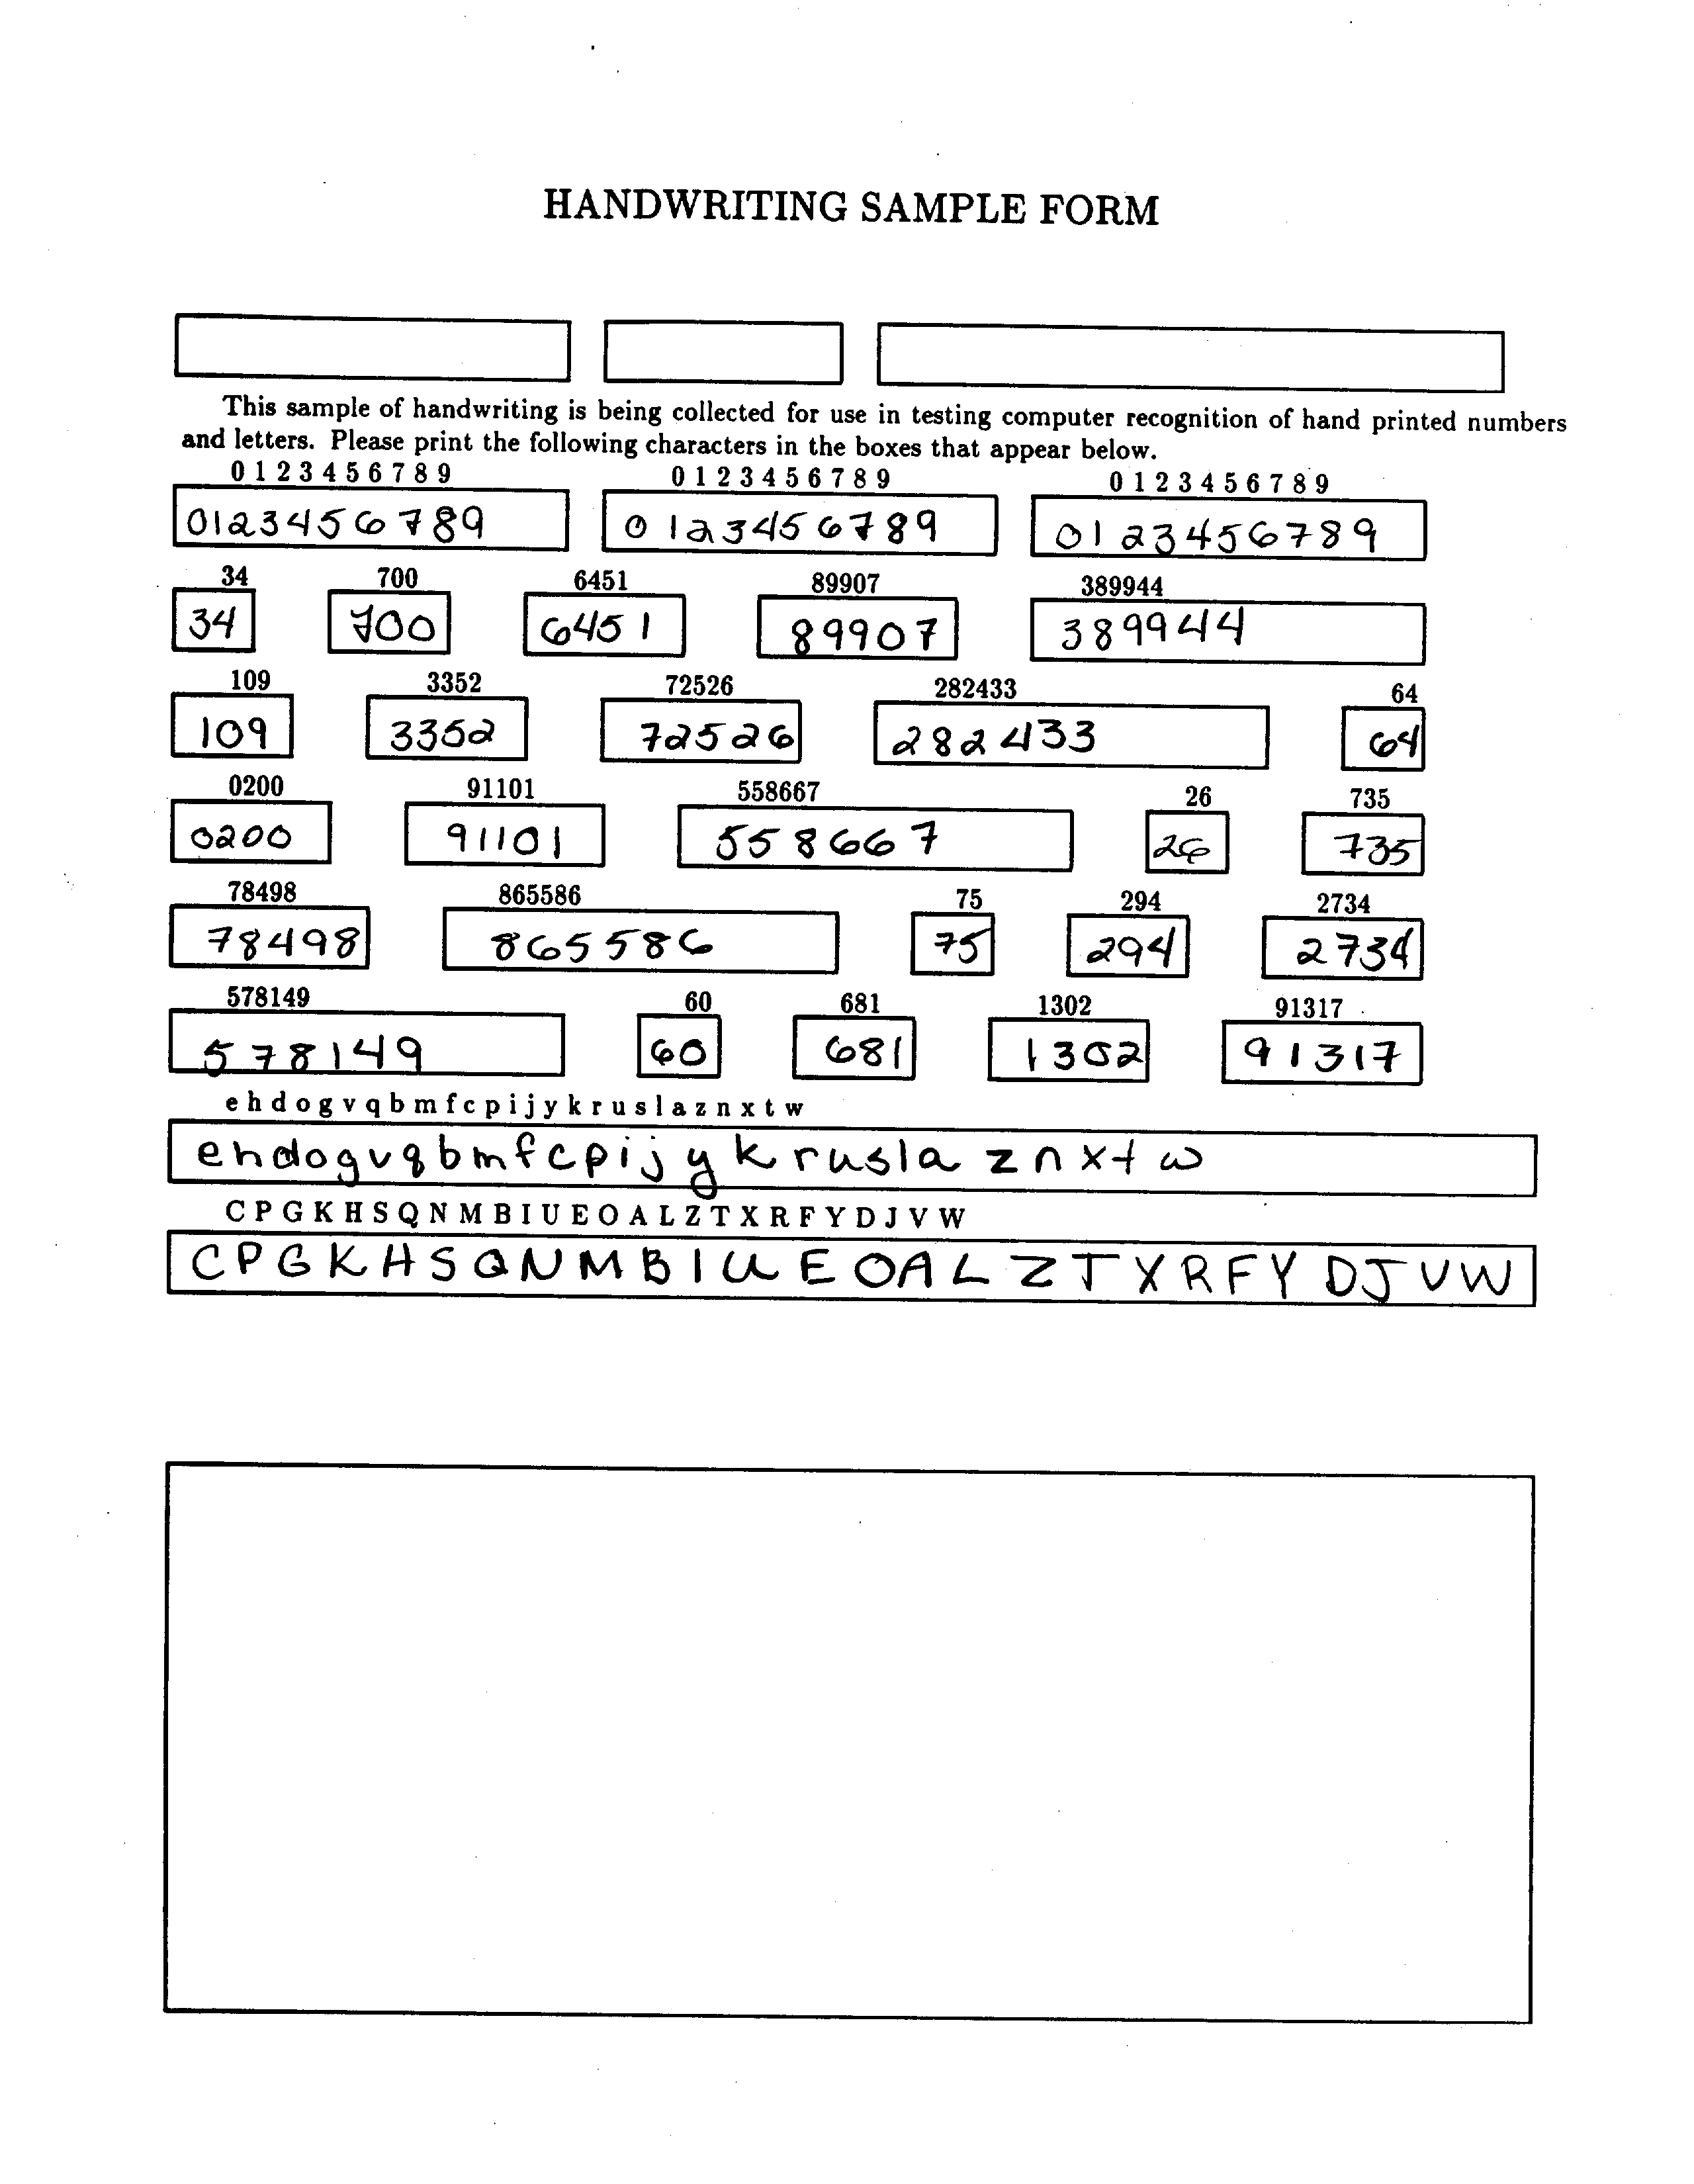 HANDWRITING SAMPLE FORM
This sample of handwriting is being collected for use in testing computer recognition of hand printed numbers
and letters. Please print the following characters in the boxes that appear below.
0 1 2 3 4 5 6 7 8 9 0 1 2 3 4 5 6 7 8 9 0 1 2 3 4 5 6 7 8 9
0123456789 0123456789 0123456789
34 700 6451 89907 389944
34 700 6451 89907 389944
109 3352 72526 282433 64
109 3352 72526 282433 64
0200 91101 558667 26 735
0200 91101 558667 26 735
78498 865586 75 294 2734
78498 865586 75 294 2734
578149 60 681 1302 91317
578149 60 681 1302 91317
e h d o g v q b m f c p i j y k r u s l a z n x t w
e h d o g v q b m f c p i j y k r u s l a z n x t w
C P G K H S Q N M B I U E O A L Z T X R F Y D J V W
C P G K H S Q N M B I U E O A L Z T X R F Y D J V W